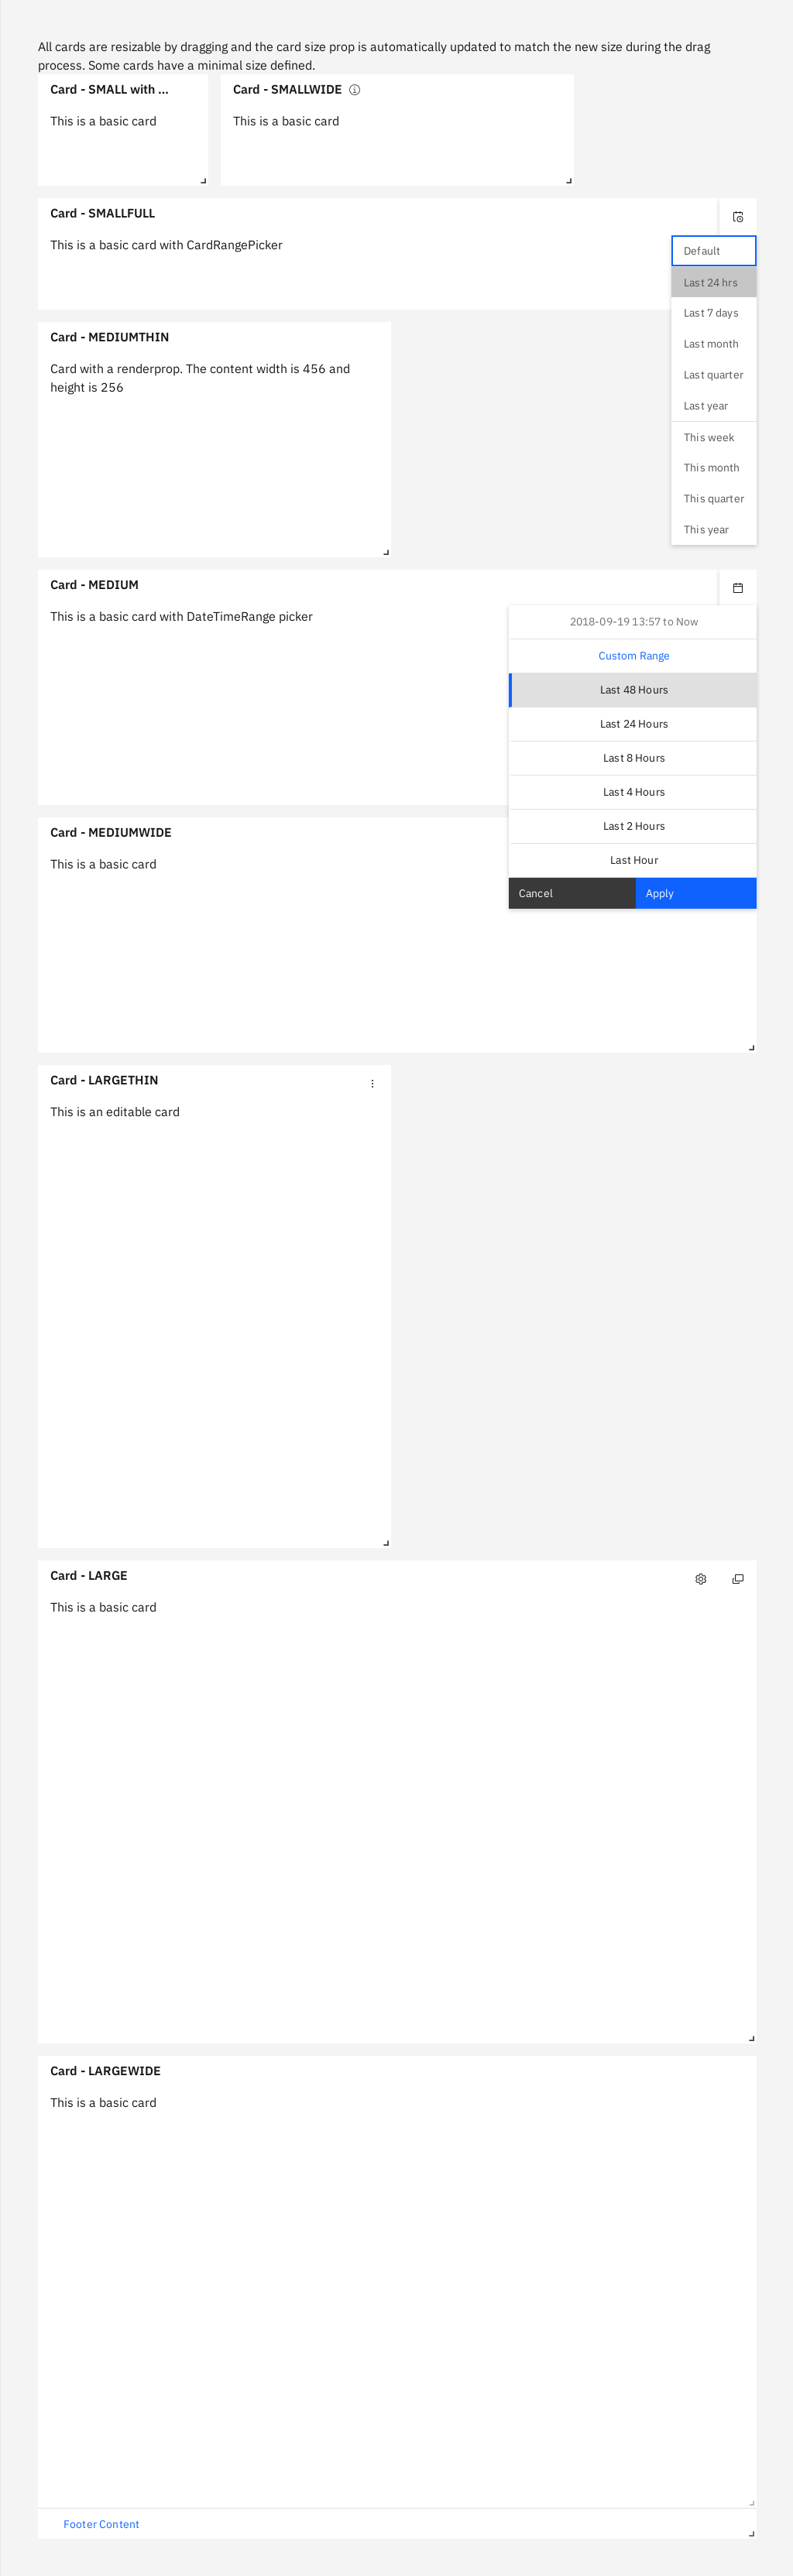 All cards are resizable by dragging and the card size prop is automatically updated to match the new size during the drag
process. Some cards have a minimal size defined.
Card - SMALL with ...
This is a basic card
Card - SMALLWIDE
This is a basic card
Card - SMALLFULL
This is a basic card with CardRangePicker
Default
Last 24 hrs
Last 7 days
Last month
Last quarter
Last year
This week
This month
This quarter
This year
Card - MEDIUMTHIN
Card with a renderprop. The content width is 456 and
height is 256
Card - MEDIUM
This is a basic card with DateTimeRange picker
2018-09-19 13:57 to Now
Custom Range
Last 48 Hours
Last 24 Hours
Last 8 Hours
Last 4 Hours
Last 2 Hours
Last Hour
Cancel
Apply
Card - MEDIUMWIDE
This is a basic card
Card - LARGETHIN
This is an editable card
Card - LARGE
This is a basic card
Card - LARGEWIDE
This is a basic card
Footer Content